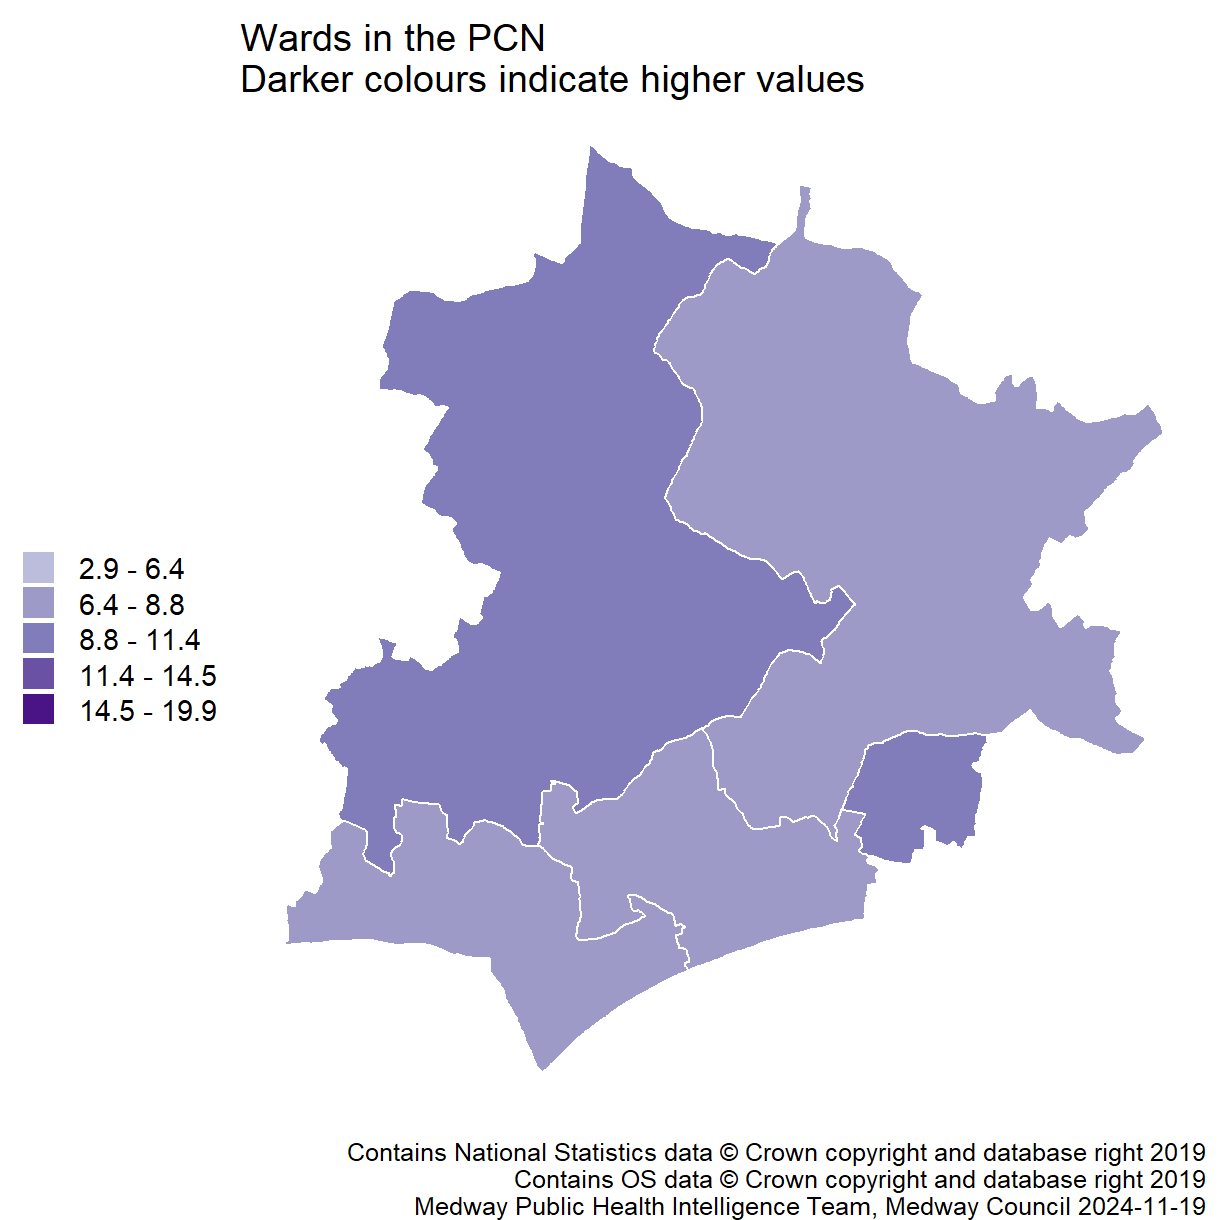 Wards in the PCN
Darker colours indicate higher values
2.9 - 6.4
6.4 - 8.8
8.8 - 11.4
11.4 - 14.5
14.5 - 19.9
Contains National Statistics data © Crown copyright and database right 2019
Contains OS data © Crown copyright and database right 2019
Medway Public Health Intelligence Team, Medway Council 2024-11-19